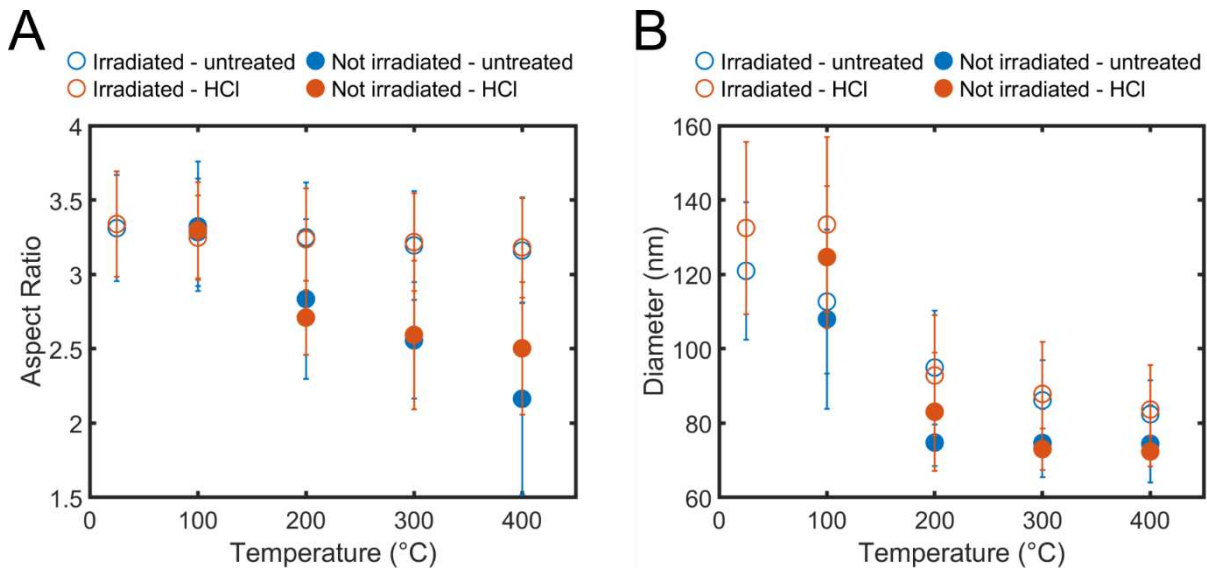 A
Irradiated - untreated Not irradiated - untreated
Irradiated - HCl Not irradiated - HCl
4
3.5
3
2.5
2
1.5
Aspect Ratio
0 100 200 300 400
Temperature (°C)
B
Irradiated - untreated Not irradiated - untreated
Irradiated - HCl Not irradiated - HCl
160
140
120
100
80
60
Diameter (nm)
0 100 200 300 400
Temperature (°C)